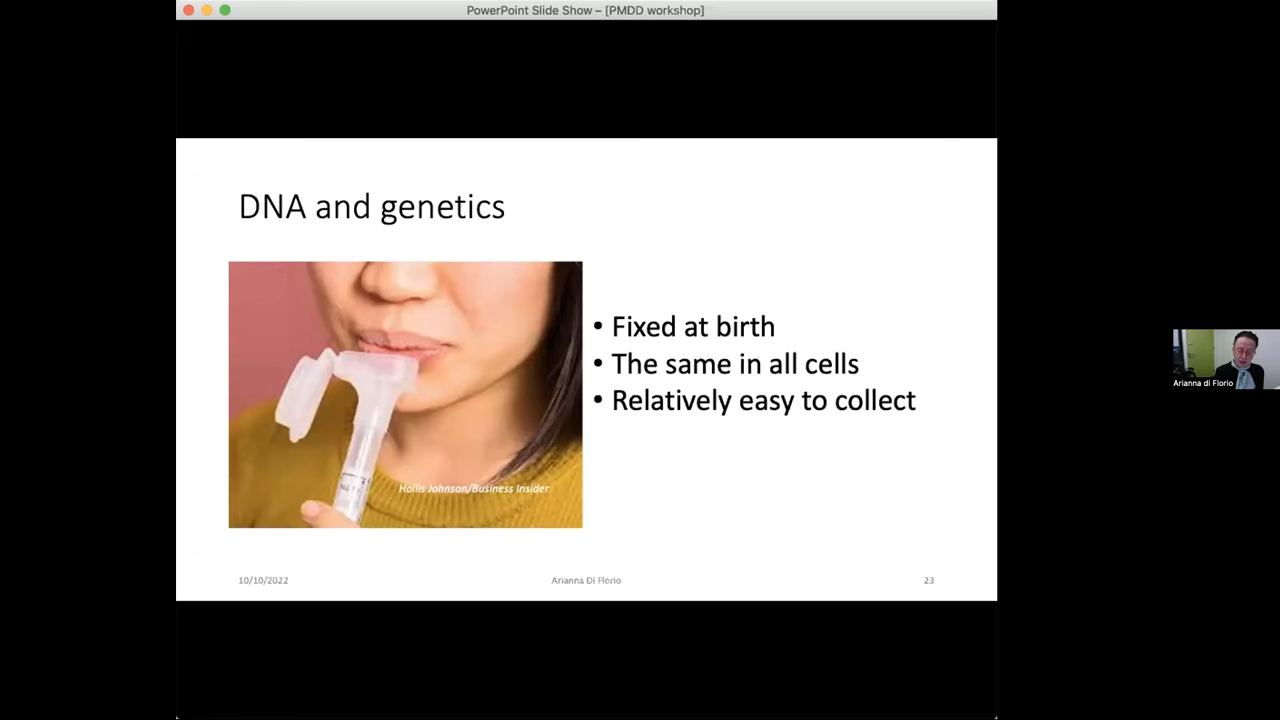 PowerPoint Slide Show – [PMDD workshop]
DNA and genetics
• Fixed at birth
• The same in all cells
• Relatively easy to collect
Hollis Johnson/Business Insider
Arianna di Florio
10/10/2022
Arianna Di Florio
23